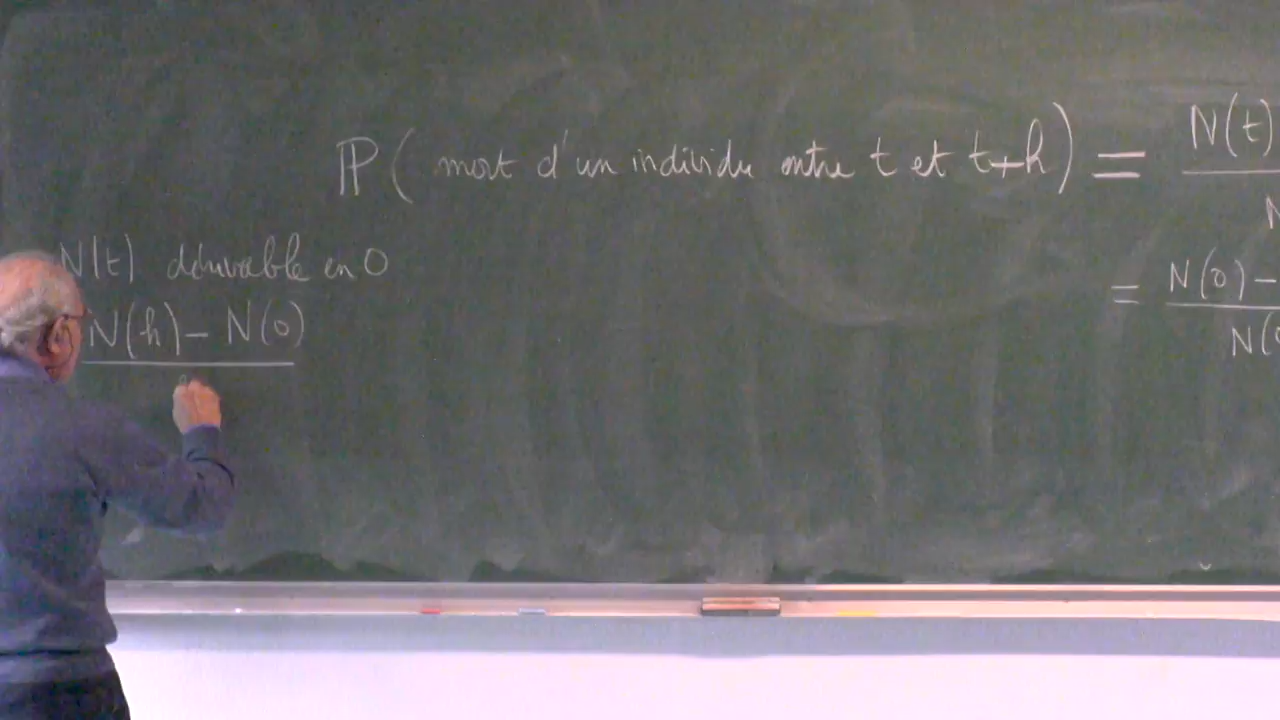 ℙ( mort d'un individu entre t et t+h) = N(t)
N(t) dérivable en 0
= N(0) -
N(h) - N(0)
N(0